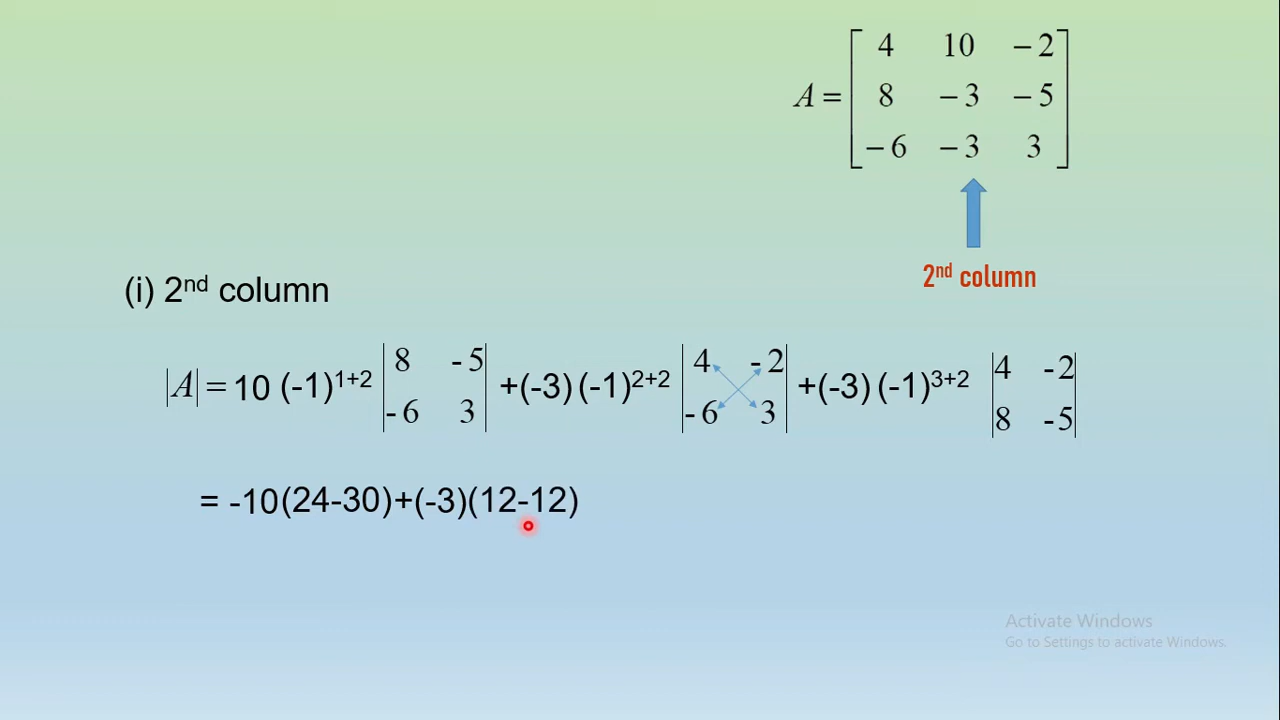 A = [ 4 10 -2
8 -3 -5
-6 -3 3 ]
2nd column
(i) 2nd column
|A| = 10 (-1)^{1+2} |8 -5; -6 3| +(-3) (-1)^{2+2} |4 -2; -6 3| +(-3) (-1)^{3+2} |4 -2; 8 -5|
= -10(24-30)+(-3)(12-12)
Activate Windows
Go to Settings to activate Windows.